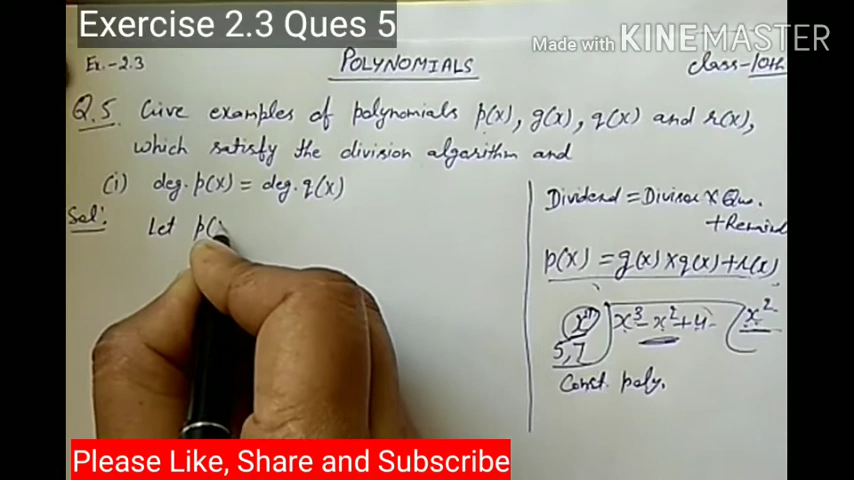 Exercise 2.3 Ques 5
Made with KINEMASTER
Ex.-2.3 POLYNOMIALS class-10th
Q.5. Give examples of polynomials p(x), g(x), q(x) and r(x),
which satisfy the division algorithm and
(i) deg. p(x) = deg. q(x)
Sol: Let p(
Dividend = Divisor × Quo.
+ Remaind
p(x) = g(x) × q(x) + r(x)
x³ - x² + 4
x²
5, 7
Const. poly.
Please Like, Share and Subscribe